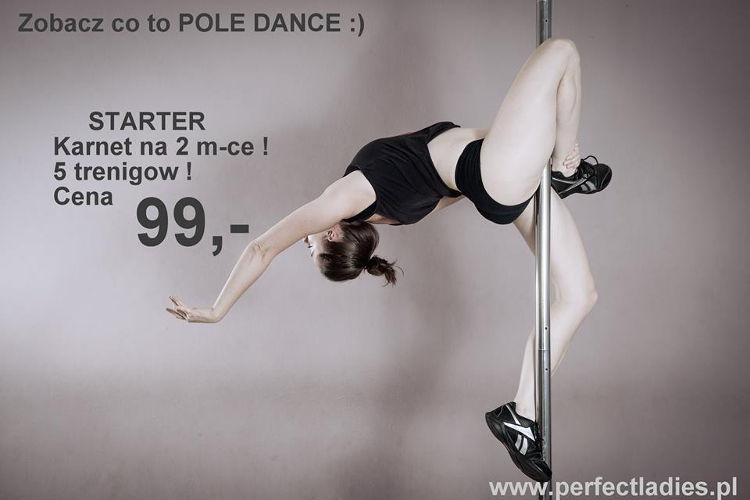 Zobacz co to POLE DANCE :)
STARTER
Karnet na 2 m-ce !
5 trenigow !
Cena
99,-
www.perfectladies.pl